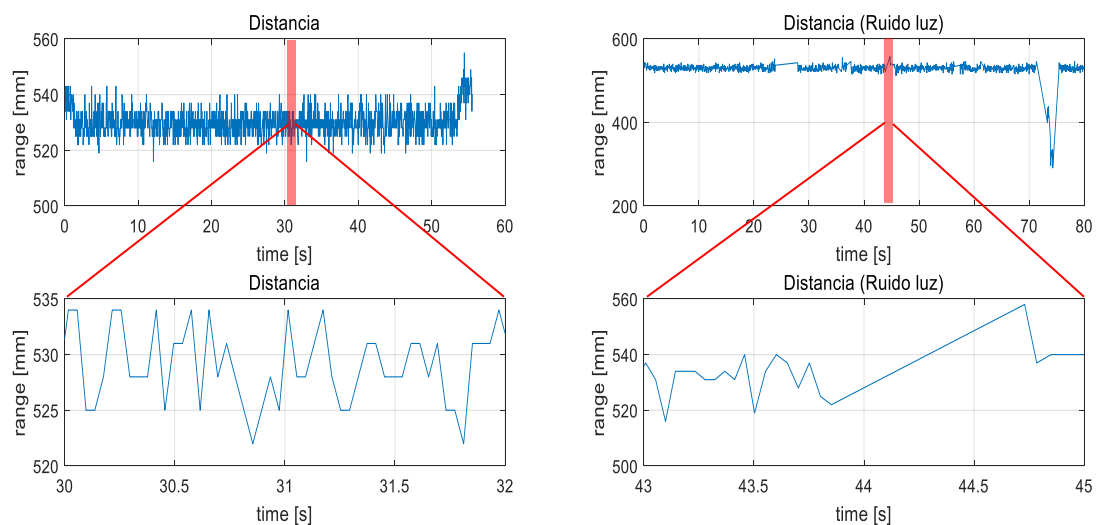 Distancia
560
540
520
500
range [mm]
0 10 20 30 40 50 60
time [s]
Distancia (Ruido luz)
600
400
200
range [mm]
0 10 20 30 40 50 60 70 80
time [s]
Distancia
535
530
525
520
range [mm]
30 30.5 31 31.5 32
time [s]
Distancia (Ruido luz)
560
540
520
500
range [mm]
43 43.5 44 44.5 45
time [s]